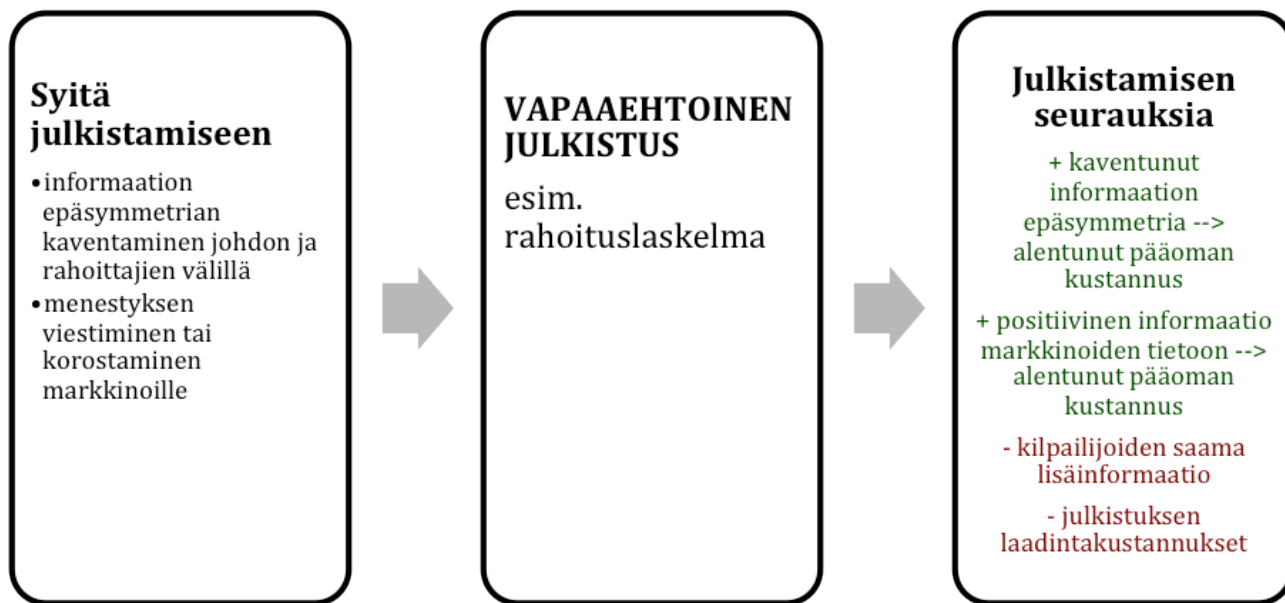 Syitä
julkistamiseen
•informaation
epäsymmetrian
kaventaminen johdon ja
rahoittajien välillä
•menestyksen
viestiminen tai
korostaminen
markkinoille
VAPAAEHTOINEN
JULKISTUS
esim.
rahoituslaskelma
Julkistamisen
seurauksia
+ kaventunut
informaation
epäsymmetria -->
alentunut pääoman
kustannus
+ positiivinen informaatio
markkinoiden tietoon -->
alentunut pääoman
kustannus
- kilpailijoiden saama
lisäinformaatio
- julkistuksen
laadintakustannukset